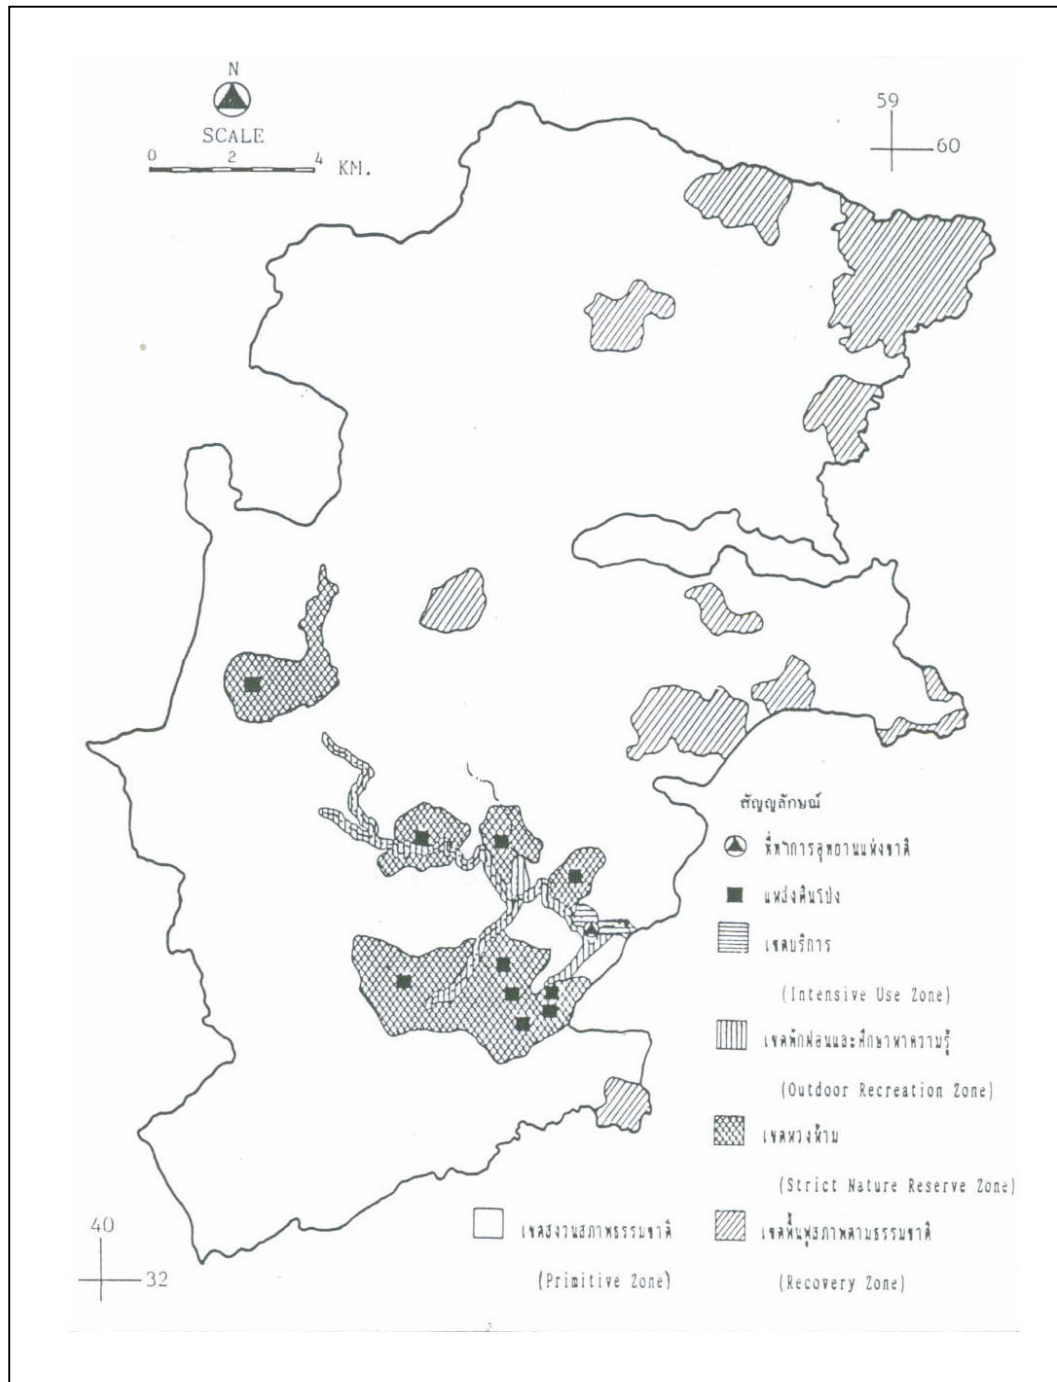 N
SCALE
0 2 4 KM.
59
60
สัญญลักษณ์
ที่ทำการอุทยานแห่งชาติ
แหล่งดินโป่ง
เขตบริการ
(Intensive Use Zone)
เขตพักผ่อนและศึกษาหาความรู้
(Outdoor Recreation Zone)
เขตหวงห้าม
(Strict Nature Reserve Zone)
เขตสงวนสภาพธรรมชาติ
(Primitive Zone)
เขตฟื้นฟูสภาพตามธรรมชาติ
(Recovery Zone)
40
32